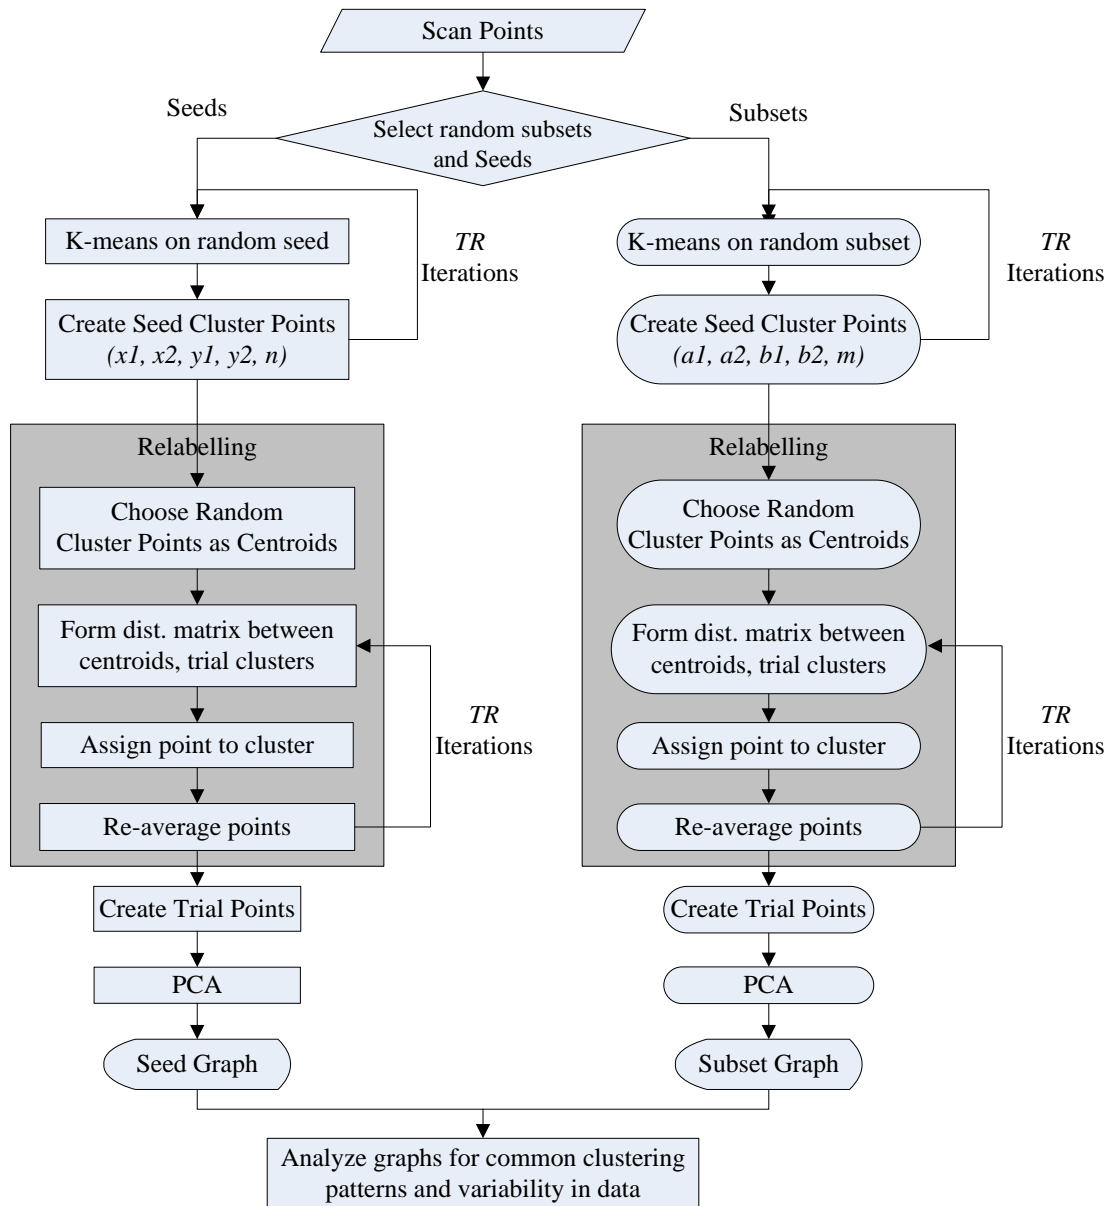 Scan Points
Seeds
Subsets
Select random subsets
and Seeds
K-means on random seed
TR
Iterations
Create Seed Cluster Points
(x1, x2, y1, y2, n)
K-means on random subset
TR
Iterations
Create Seed Cluster Points
(a1, a2, b1, b2, m)
Relabelling
Choose Random
Cluster Points as Centroids
Form dist. matrix between
centroids, trial clusters
TR
Iterations
Assign point to cluster
Re-average points
Relabelling
Choose Random
Cluster Points as Centroids
Form dist. matrix between
centroids, trial clusters
TR
Iterations
Assign point to cluster
Re-average points
Create Trial Points
PCA
Seed Graph
Create Trial Points
PCA
Subset Graph
Analyze graphs for common clustering
patterns and variability in data